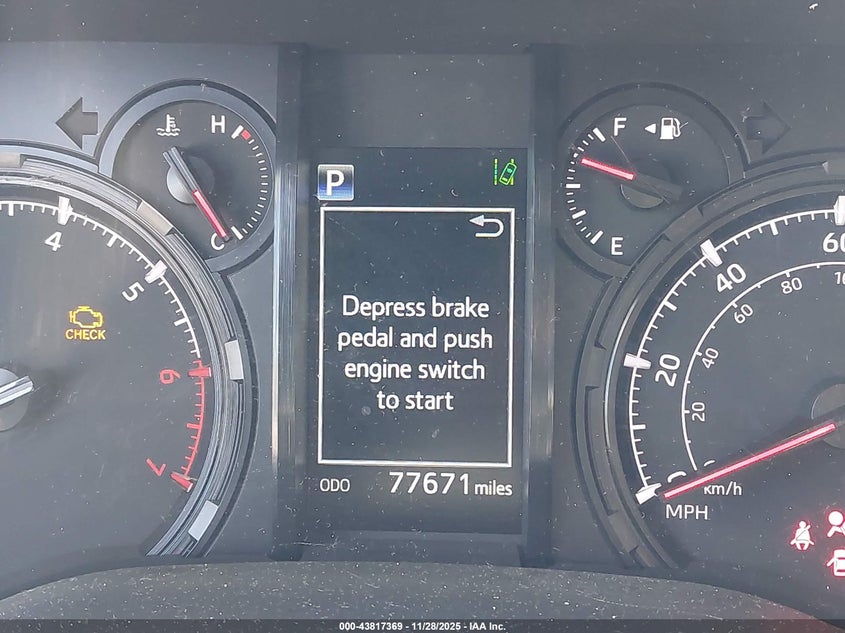 H
C
F
E
P
4
5
6
7
CHECK
Depress brake
pedal and push
engine switch
to start
ODO 77671 miles
20
40
60
20
40
60
80
km/h
MPH
000-43817369 - 11/28/2025 - IAA Inc.